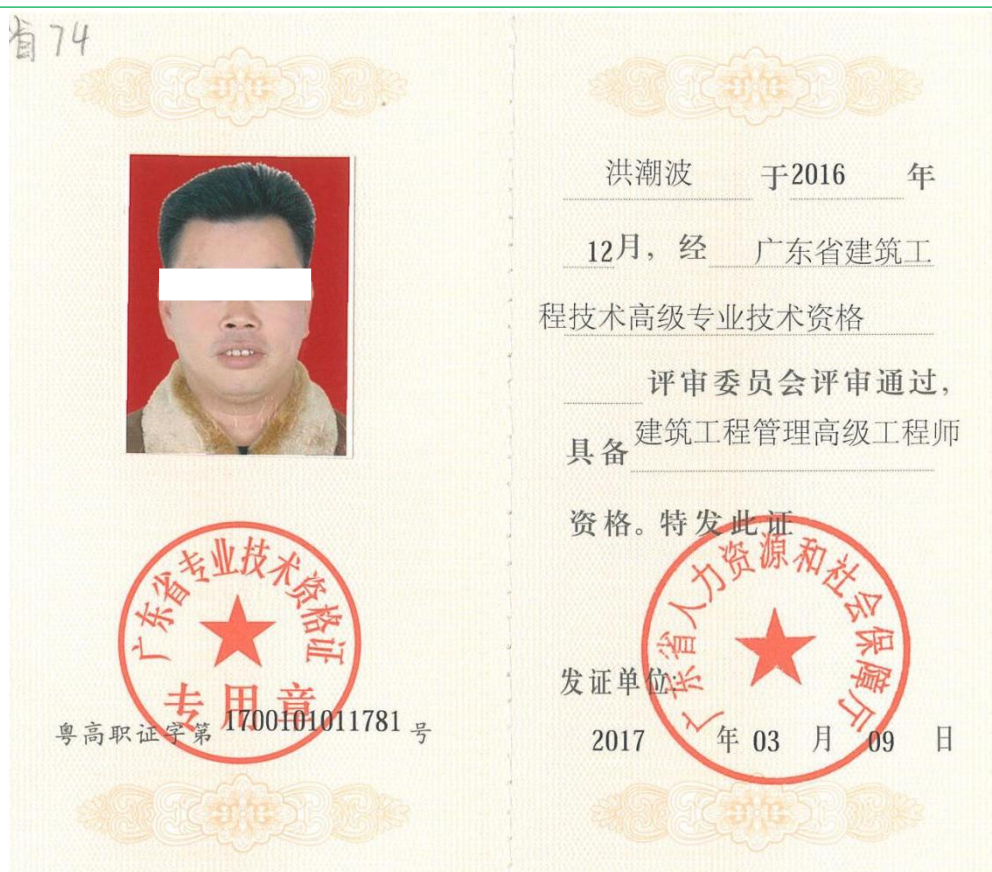 省74
广东省专业技术资格证
专用章
粤高职证字第 1700101011781 号
洪潮波 于2016 年
12月，经 广东省建筑工
程技术高级专业技术资格
评审委员会评审通过，
具备 建筑工程管理高级工程师
资格。特发此证
广东省人力资源和社会保障厅
发证单位:
2017 年 03 月 09 日